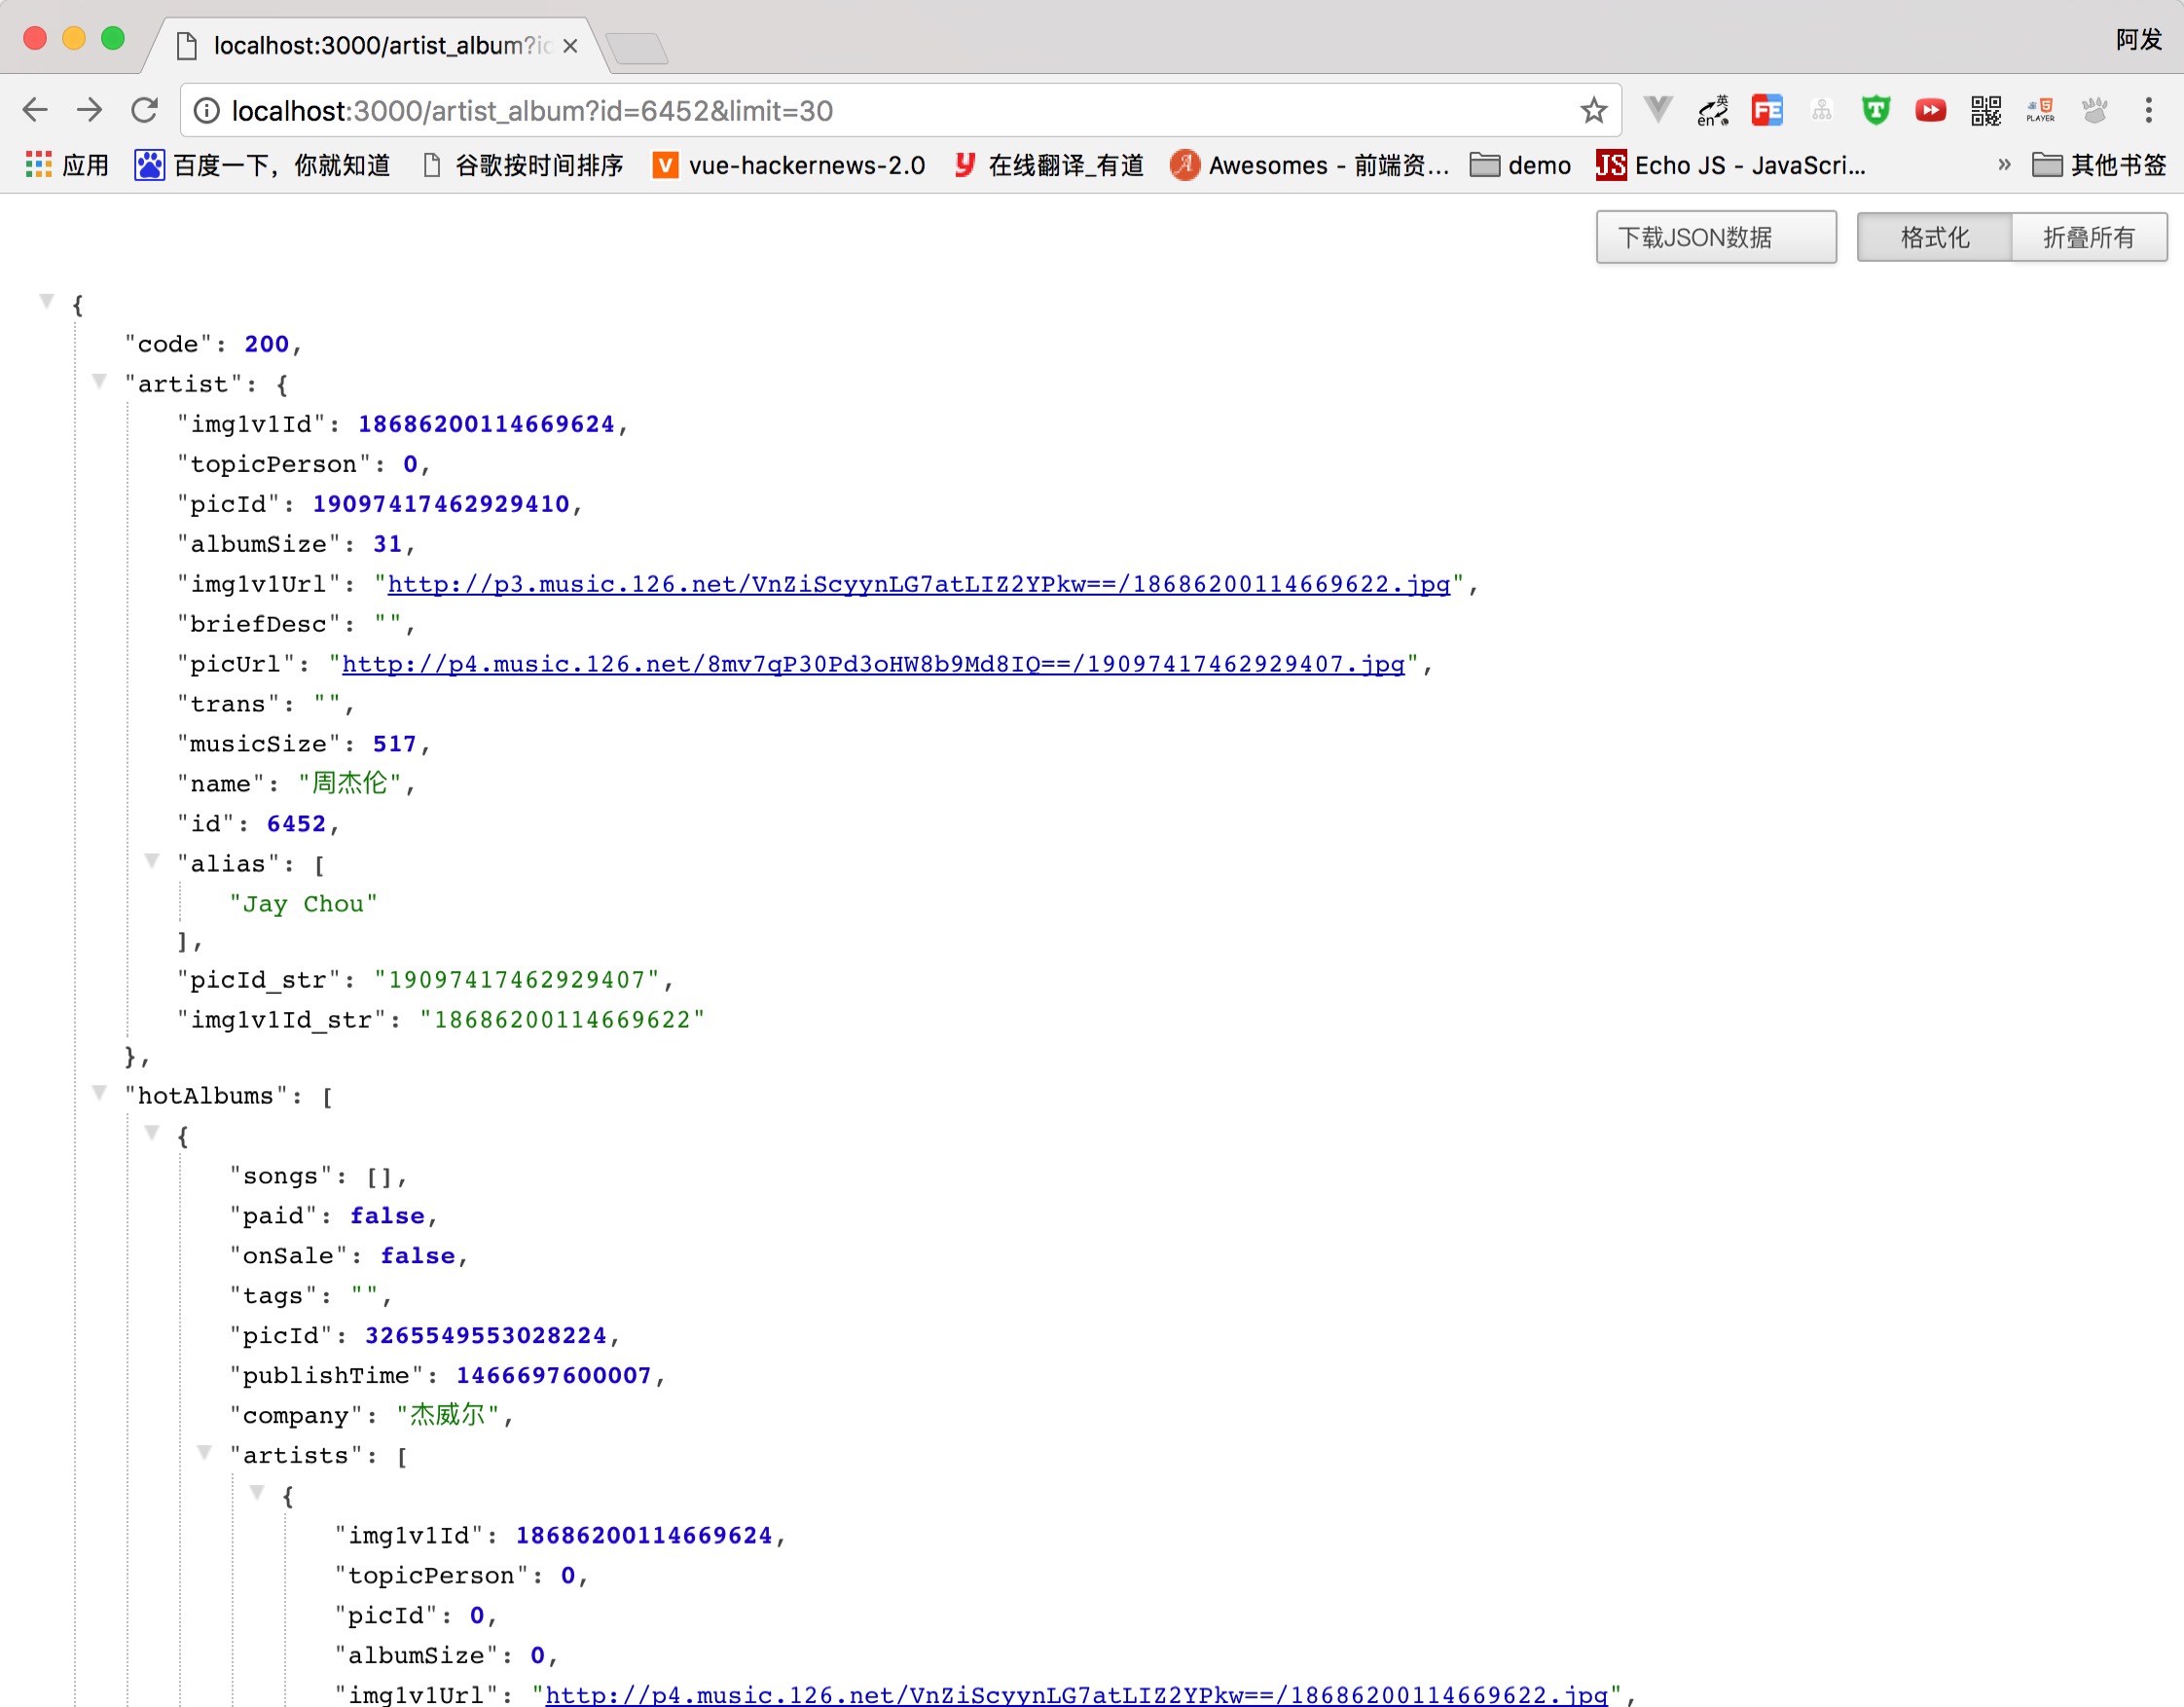 localhost:3000/artist_album?id
阿发
localhost:3000/artist_album?id=6452&limit=30
英 en FE T PLAYER
应用 百度一下，你就知道 谷歌按时间排序 vue-hackernews-2.0 在线翻译_有道 Awesomes - 前端资... demo JS Echo JS - JavaScri... » 其他书签
下载JSON数据 格式化 折叠所有
{
"code": 200,
"artist": {
"img1v1Id": 18686200114669624,
"topicPerson": 0,
"picId": 19097417462929410,
"albumSize": 31,
"img1v1Url": "http://p3.music.126.net/VnZiScyynLG7atLIZ2YPkw==/18686200114669622.jpg",
"briefDesc": "",
"picUrl": "http://p4.music.126.net/8mv7qP30Pd3oHW8b9Md8IQ==/19097417462929407.jpg",
"trans": "",
"musicSize": 517,
"name": "周杰伦",
"id": 6452,
"alias": [
"Jay Chou"
],
"picId_str": "19097417462929407",
"img1v1Id_str": "18686200114669622"
},
"hotAlbums": [
{
"songs": [],
"paid": false,
"onSale": false,
"tags": "",
"picId": 3265549553028224,
"publishTime": 1466697600007,
"company": "杰威尔",
"artists": [
{
"img1v1Id": 18686200114669624,
"topicPerson": 0,
"picId": 0,
"albumSize": 0,
"img1v1Url": "http://p4.music.126.net/VnZiScyynLG7atLIZ2YPkw==/18686200114669622.jpg",